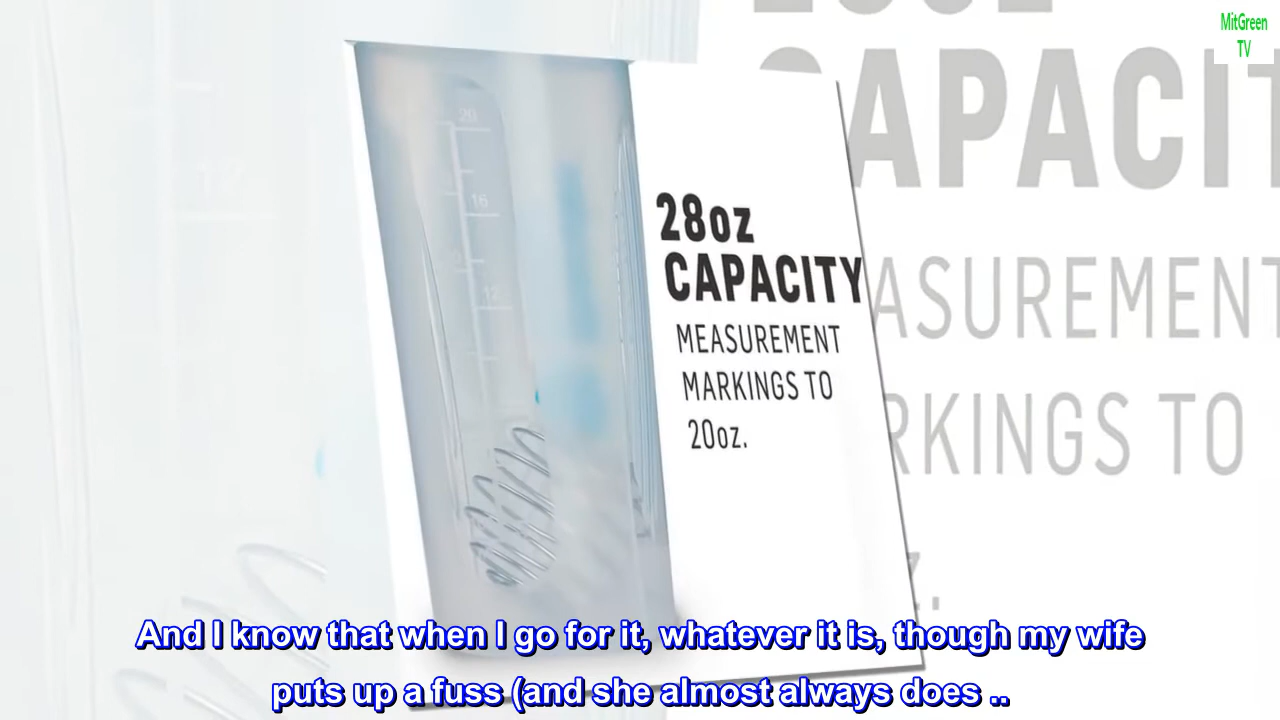 MitGreen
TV
CAPACIT
ASUREMENT
RKINGS TO
z.
20
16
12
28oz
CAPACITY
MEASUREMENT
MARKINGS TO
20oz.
And I know that when I go for it, whatever it is, though my wife
puts up a fuss (and she almost always does ..